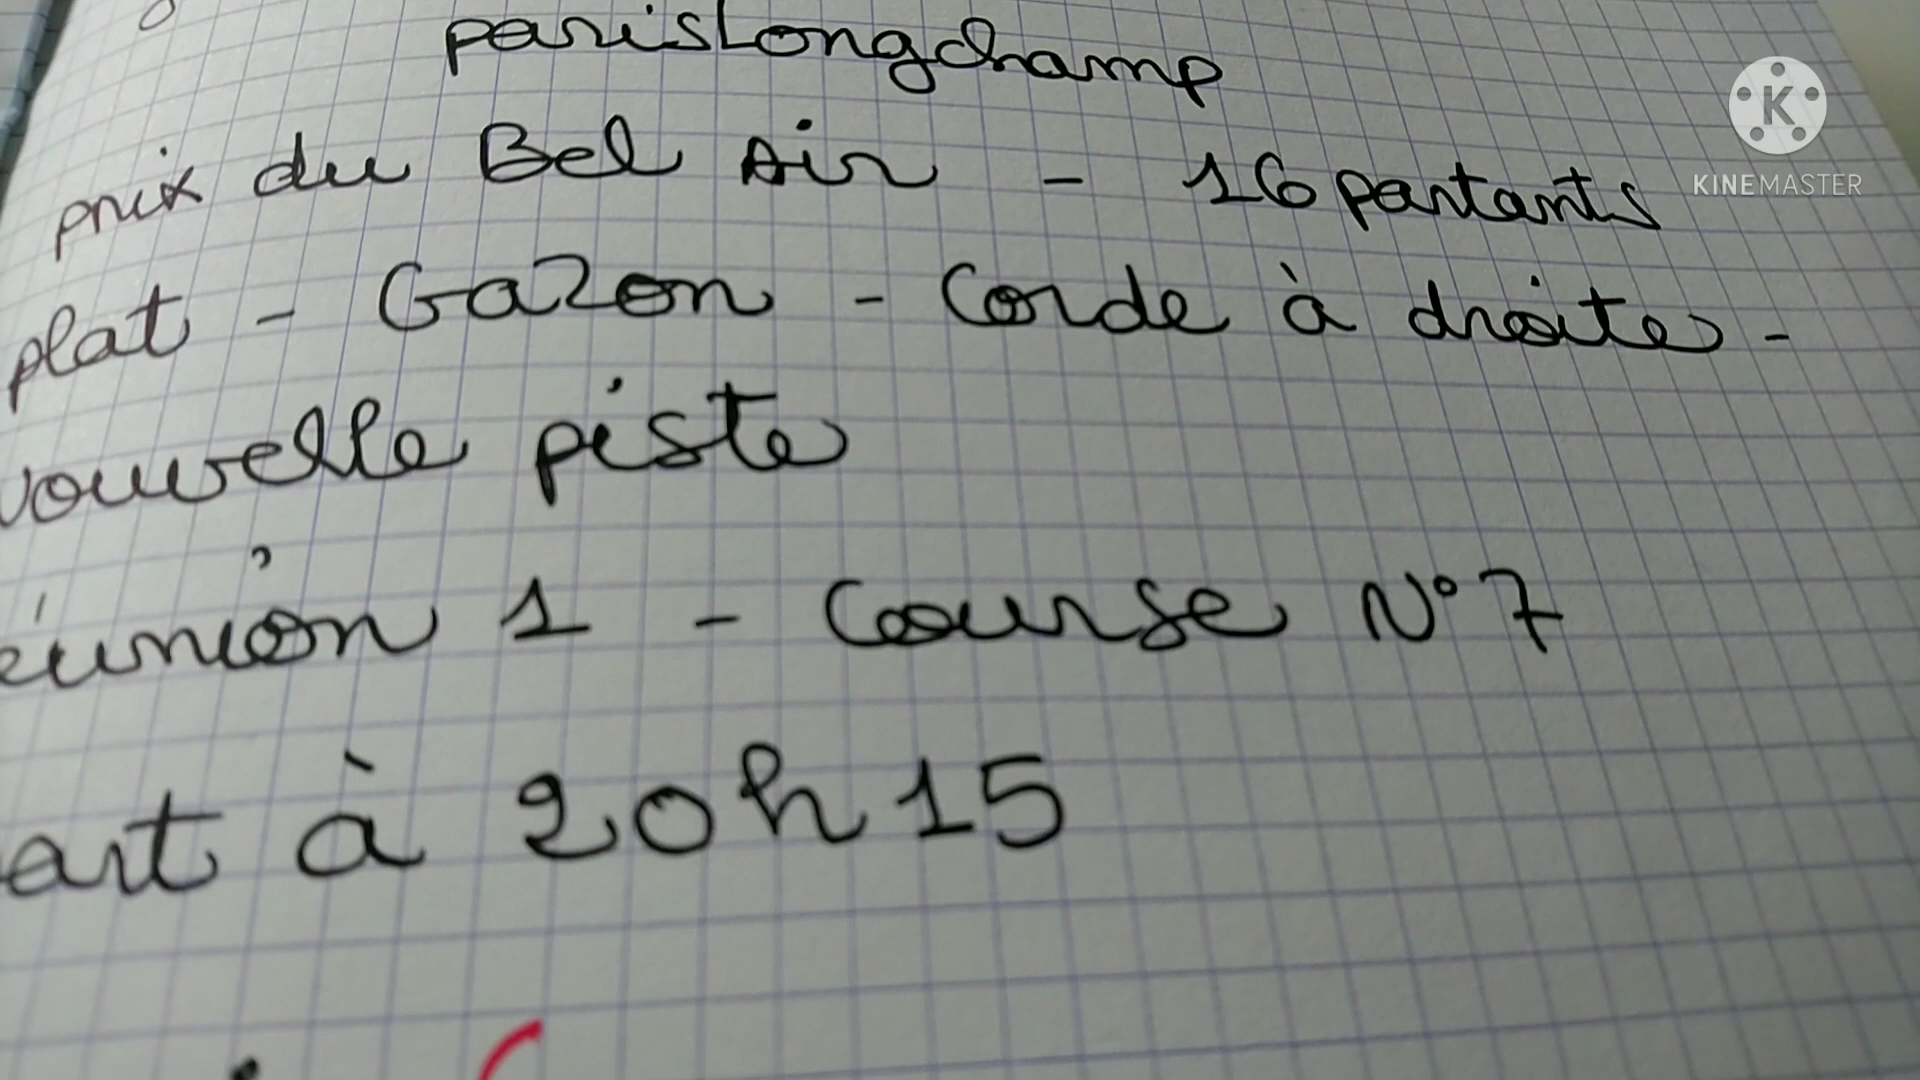 parisLongchamp
prix du Bel Air - 16 partants
plat - Gazon - Corde à droite -
nouvelle piste
éunion 1 - Course N° 7
art à 20h15
KINEMASTER